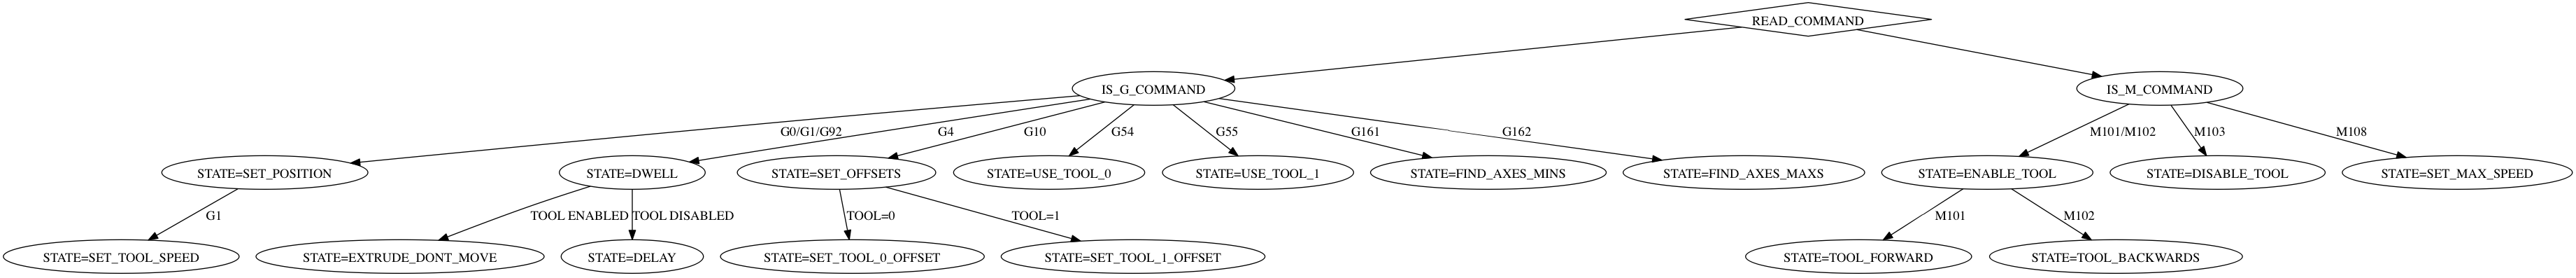 READ_COMMAND
IS_G_COMMAND
IS_M_COMMAND
G0/G1/G92
G4
G10
G54
G55
G161
G162
M101/M102
M103
M108
STATE=SET_POSITION
STATE=DWELL
STATE=SET_OFFSETS
STATE=USE_TOOL_0
STATE=USE_TOOL_1
STATE=FIND_AXES_MINS
STATE=FIND_AXES_MAXS
STATE=ENABLE_TOOL
STATE=DISABLE_TOOL
STATE=SET_MAX_SPEED
G1
TOOL ENABLED
TOOL DISABLED
TOOL=0
TOOL=1
M101
M102
STATE=SET_TOOL_SPEED
STATE=EXTRUDE_DONT_MOVE
STATE=DELAY
STATE=SET_TOOL_0_OFFSET
STATE=SET_TOOL_1_OFFSET
STATE=TOOL_FORWARD
STATE=TOOL_BACKWARDS